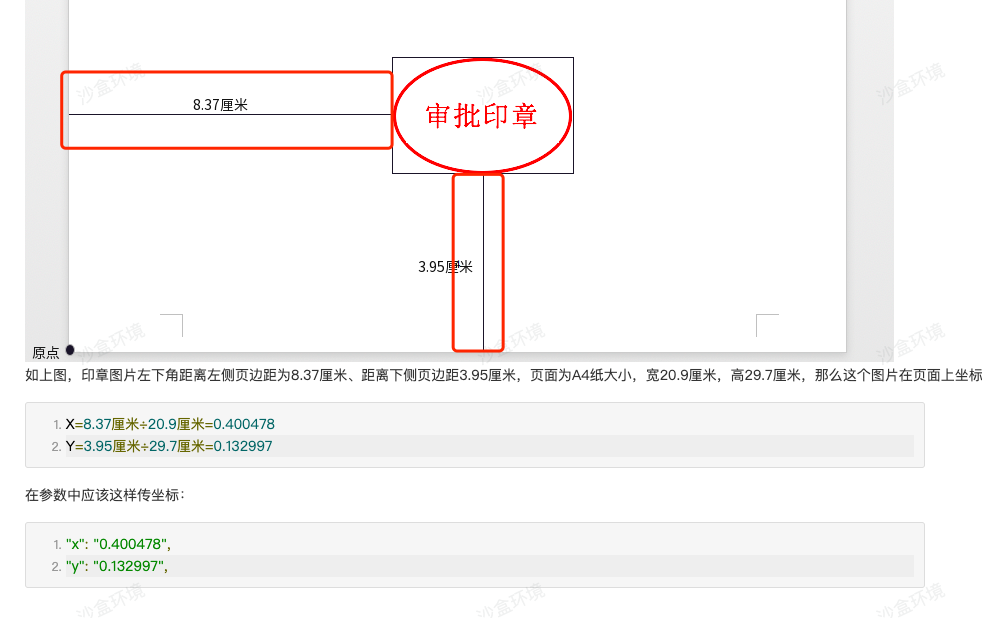 沙盒环境
沙盒环境
沙盒环境
8.37厘米
审批印章
3.95厘米
沙盒环境
沙盒环境
沙盒环境
原点
如上图，印章图片左下角距离左侧页边距为8.37厘米、距离下侧页边距3.95厘米，页面为A4纸大小，宽20.9厘米，高29.7厘米，那么这个图片在页面上坐标
1. X=8.37厘米÷20.9厘米=0.400478
2. Y=3.95厘米÷29.7厘米=0.132997
在参数中应该这样传坐标：
1. "x": "0.400478",
2. "y": "0.132997",
沙盒环境
沙盒环境
沙盒环境